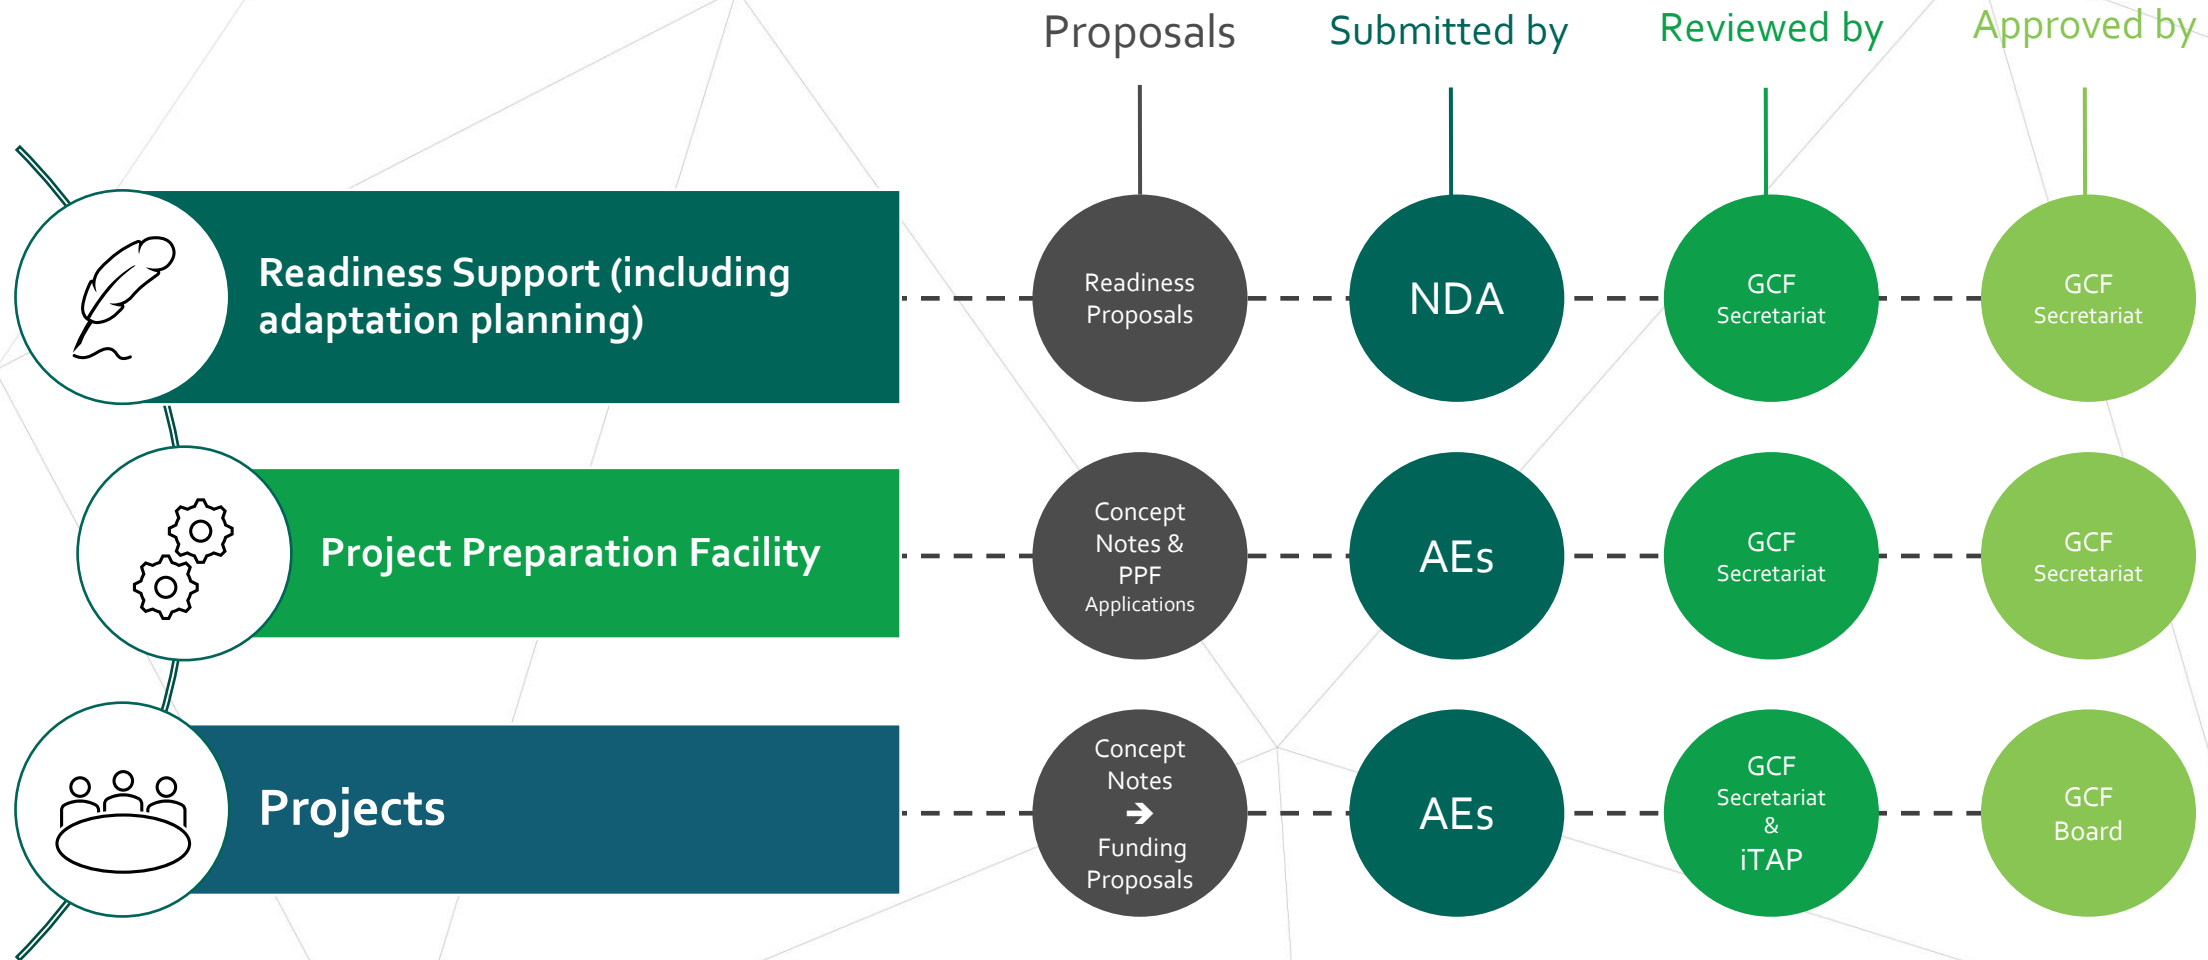 Proposals
Submitted by
Reviewed by
Approved by
Readiness Support (including
adaptation planning)
Readiness
Proposals
NDA
GCF
Secretariat
GCF
Secretariat
Project Preparation Facility
Concept
Notes &
PPF
Applications
AEs
GCF
Secretariat
GCF
Secretariat
Projects
Concept
Notes
➔
Funding
Proposals
AEs
GCF
Secretariat
&
iTAP
GCF
Board